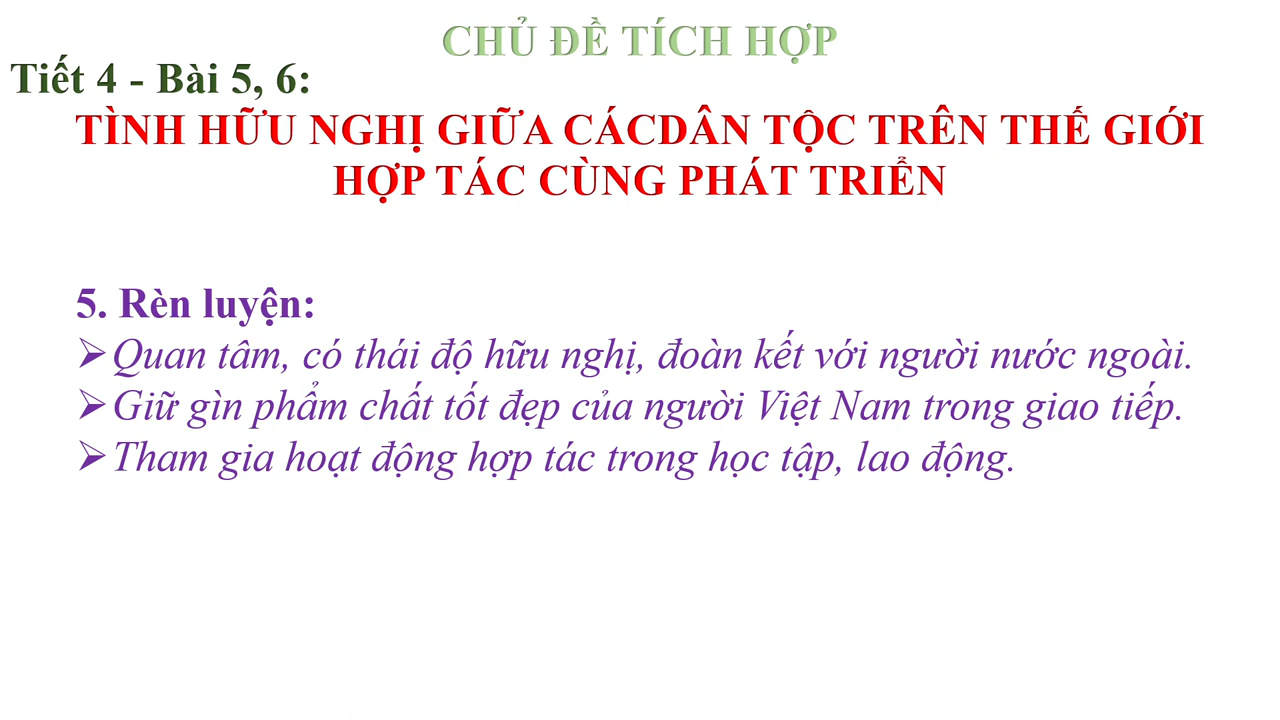 CHỦ ĐỀ TÍCH HỢP
Tiết 4 - Bài 5, 6:
TÌNH HỮU NGHỊ GIỮA CÁCDÂN TỘC TRÊN THẾ GIỚI
HỢP TÁC CÙNG PHÁT TRIỂN
5. Rèn luyện:
➢Quan tâm, có thái độ hữu nghị, đoàn kết với người nước ngoài.
➢Giữ gìn phẩm chất tốt đẹp của người Việt Nam trong giao tiếp.
➢Tham gia hoạt động hợp tác trong học tập, lao động.